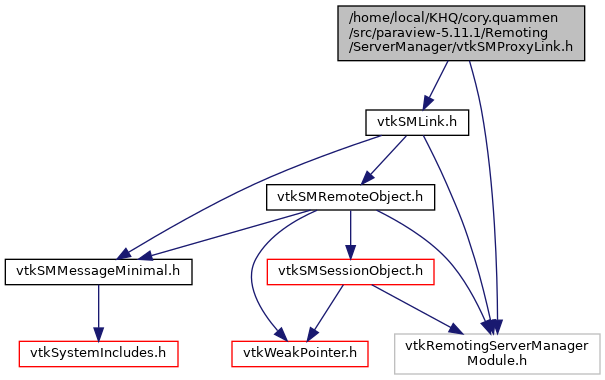 /home/local/KHQ/cory.quammen
/src/paraview-5.11.1/Remoting
/ServerManager/vtkSMProxyLink.h
vtkSMLink.h
vtkSMRemoteObject.h
vtkSMMessageMinimal.h
vtkSMSessionObject.h
vtkSystemIncludes.h
vtkWeakPointer.h
vtkRemotingServerManager
Module.h